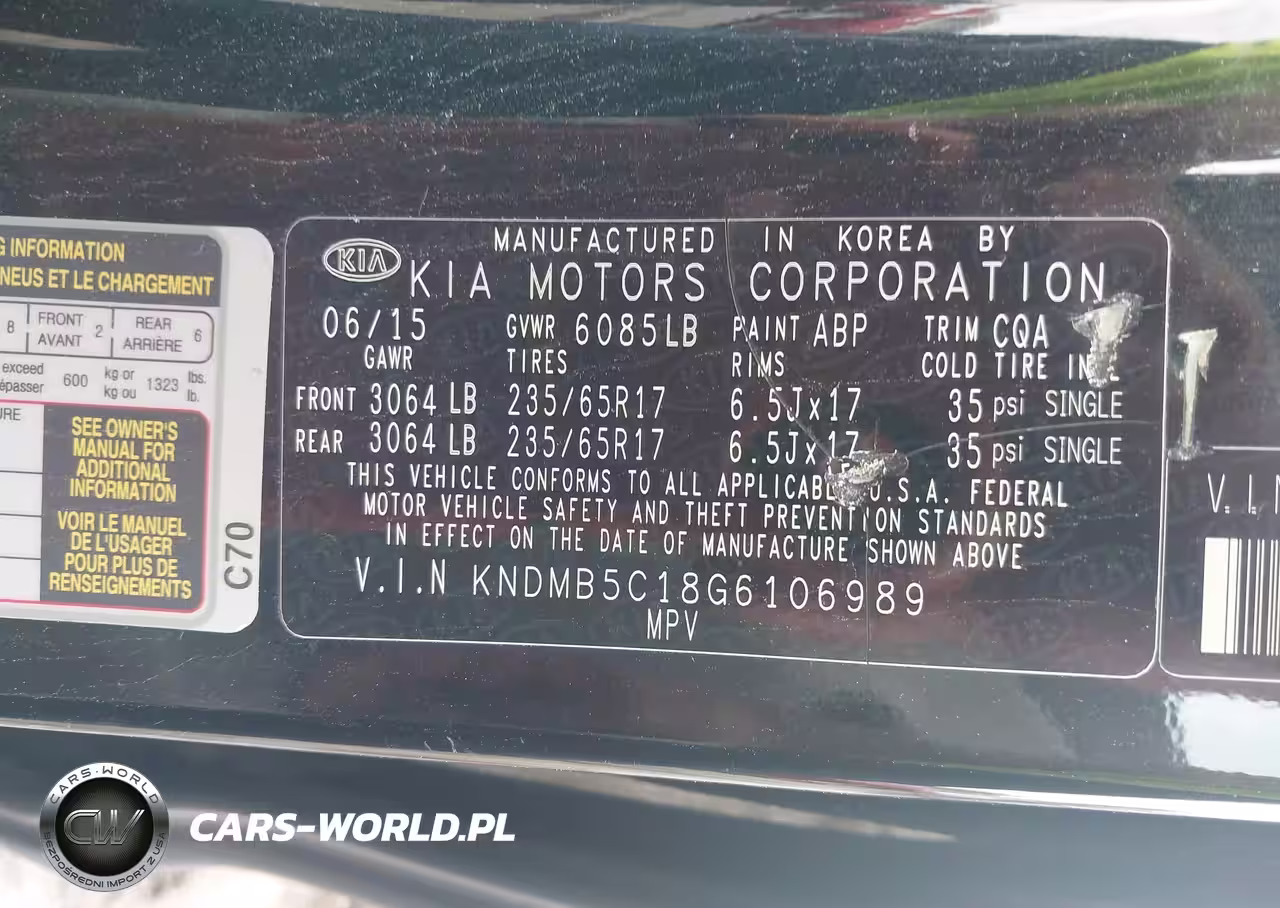 G INFORMATION
NEUS ET LE CHARGEMENT
8 FRONT AVANT 2 REAR ARRIÈRE 6
exceed
épasser 600 kg or kg ou 1323 lbs. lb.
URE
SEE OWNER'S
MANUAL FOR
ADDITIONAL
INFORMATION
VOIR LE MANUEL
DE L'USAGER
POUR PLUS DE
RENSEIGNEMENTS
C70
KIA
MANUFACTURED IN KOREA BY
KIA MOTORS CORPORATION
06/15 GVWR 6085LB PAINT ABP TRIM CQA
GAWR TIRES RIMS COLD TIRE
FRONT 3064 LB 235/65R17 6.5Jx17 35 psi SINGLE
REAR 3064 LB 235/65R17 6.5Jx17 35 psi SINGLE
THIS VEHICLE CONFORMS TO ALL APPLICABL U.S.A. FEDERAL
MOTOR VEHICLE SAFETY AND THEFT PREVENTION STANDARDS
IN EFFECT ON THE DATE OF MANUFACTURE SHOWN ABOVE
V.I.N KNDMB5C18G6106989
MPV
V.I.N
CARS-WORLD
CW
BEZPOŚREDNI IMPORT Z USA
CARS-WORLD.PL